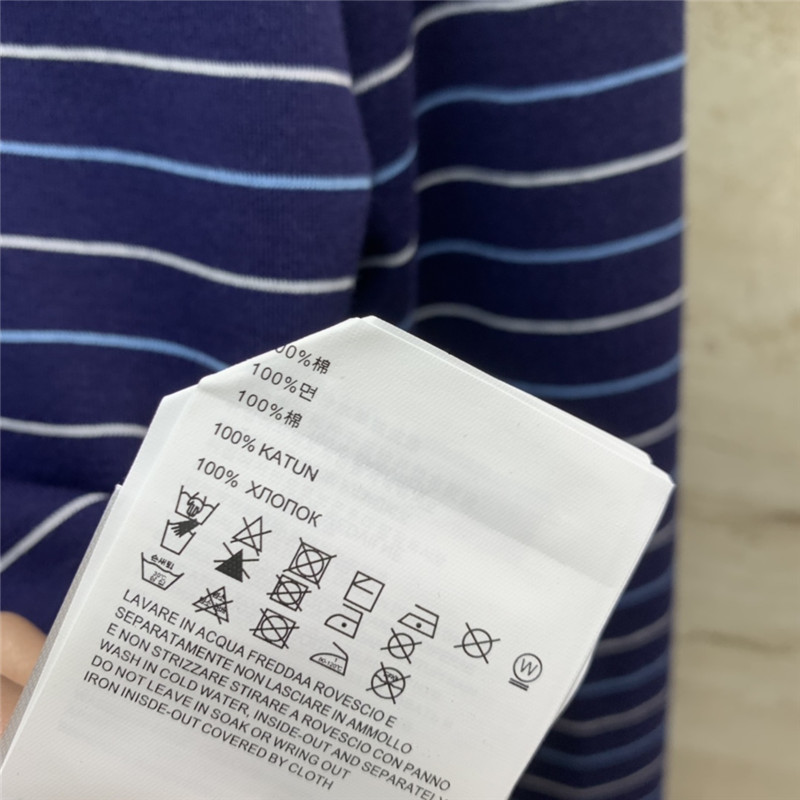 00%棉
100%면
100%棉
100% KATUN
100% ХЛОПОК
W
LAVARE IN ACQUA FREDDAA ROVESCIO E
SEPARATAMENTE NON LASCIARE IN AMMOLLO
E NON STRIZZARE STIRARE A ROVESCIO CON PANNO
WASH IN COLD WATER, INSIDE-OUT AND SEPARATELY
DO NOT LEAVE IN SOAK OR WRING OUT
IRON INISDE-OUT COVERED BY CLOTH